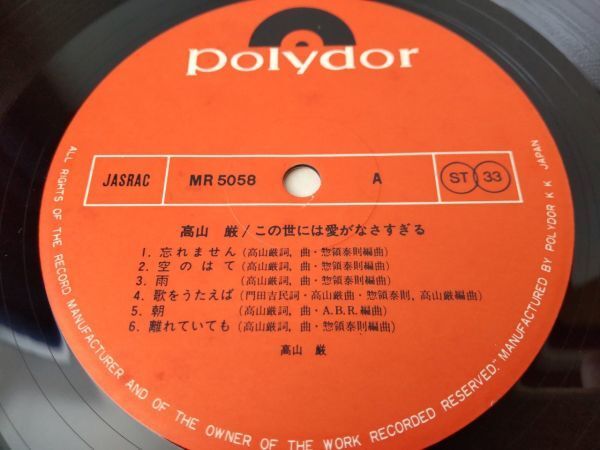 polydor
JASRAC MR 5058 A ST 33
高山 厳/この世には愛がなさすぎる
1. 忘れません (高山厳詞, 曲・惣領泰則編曲)
2. 空のはて (高山厳詞, 曲・惣領泰則編曲)
3. 雨 (高山厳詞, 曲・惣領泰則編曲)
4. 歌をうたえば (門田吉民詞・高山厳曲・惣領泰則, 高山厳編曲)
5. 朝 (高山厳詞, 曲・A.B.R.編曲)
6. 離れていても (高山厳詞, 曲・惣領泰則編曲)
高山 厳
ALL RIGHTS OF THE RECORD MANUFACTURER AND OF THE OWNER OF THE WORK RECORDED RESERVED." MANUFACTURED BY POLYDOR K K JAPAN